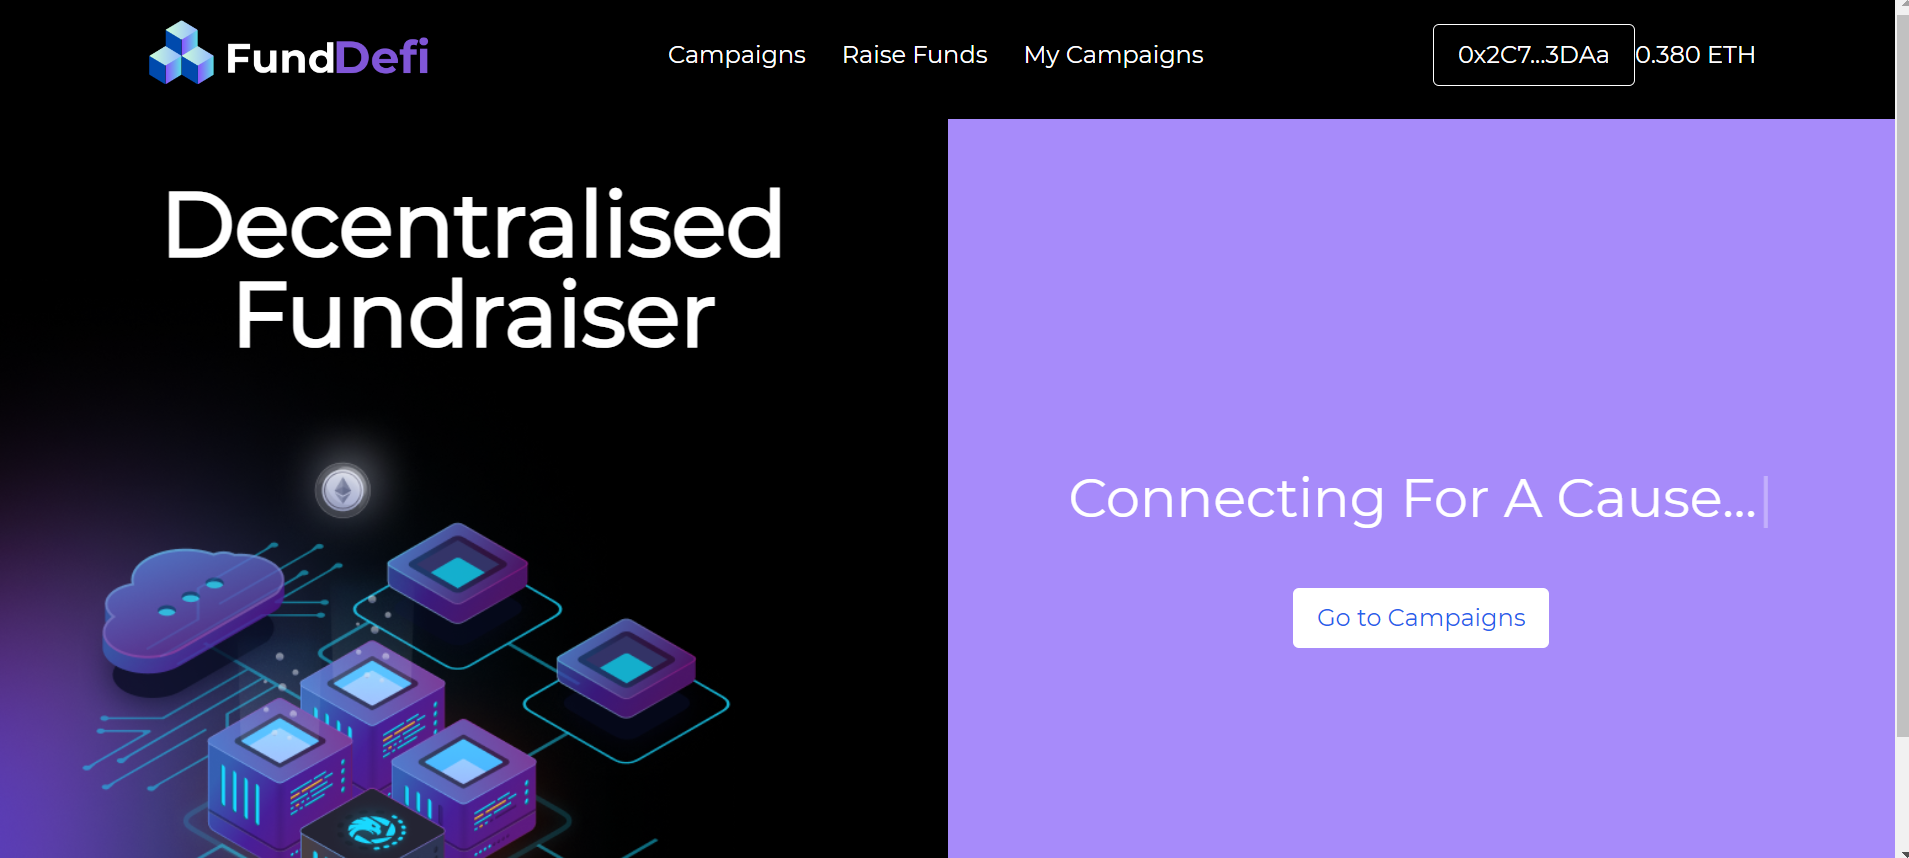 FundDefi
Campaigns Raise Funds My Campaigns
0x2C7...3DAa 0.380 ETH
Decentralised
Fundraiser
Connecting For A Cause...|
Go to Campaigns